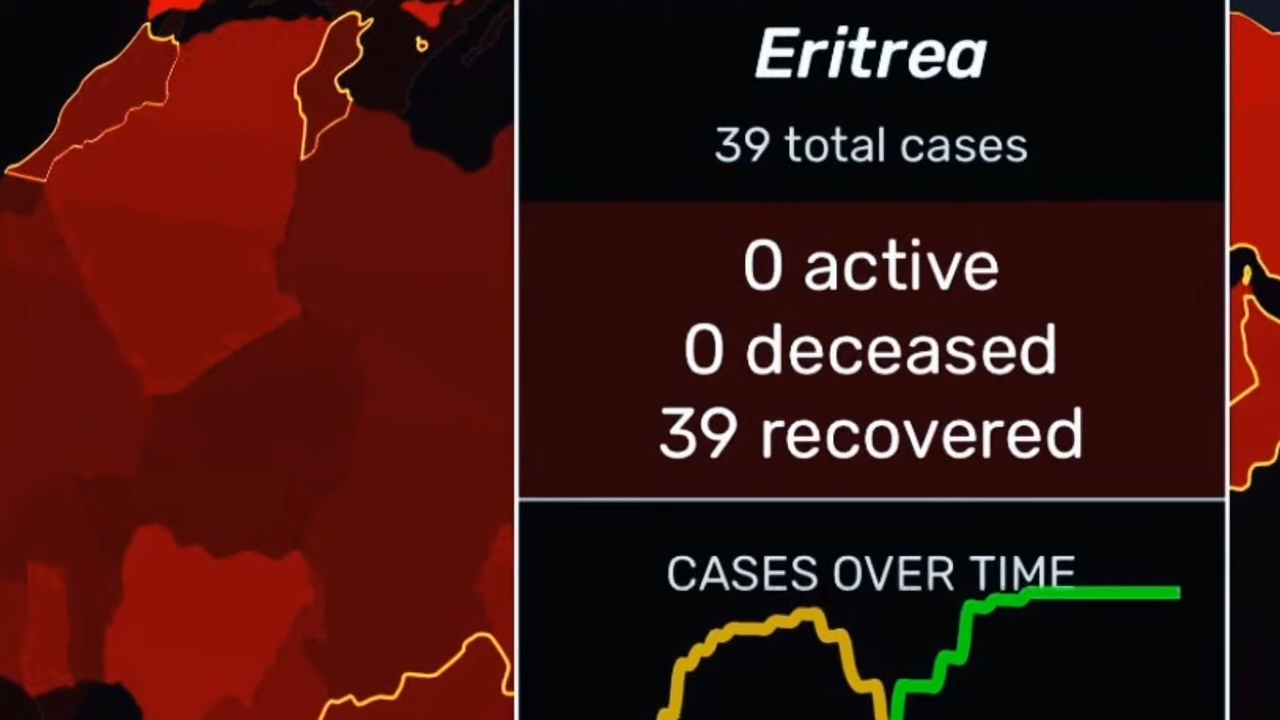 Eritrea
39 total cases
0 active
0 deceased
39 recovered
CASES OVER TIME